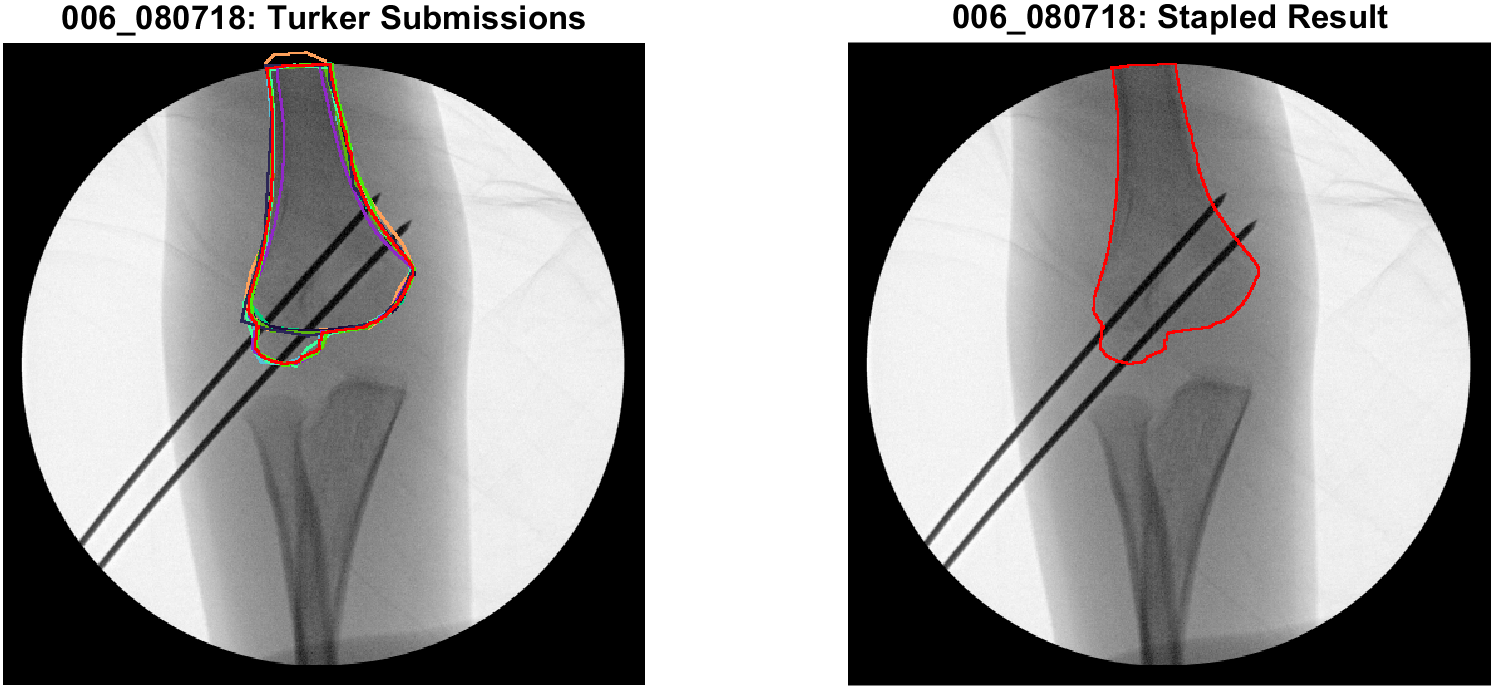 006_080718: Turker Submissions
006_080718: Stapled Result